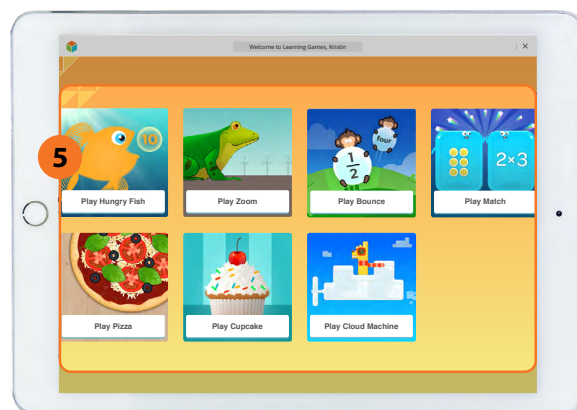 Welcome to Learning Games, Kristin
×
5
10
1
2
four
2×3
Play Hungry Fish
Play Zoom
Play Bounce
Play Match
Play Pizza
Play Cupcake
Play Cloud Machine